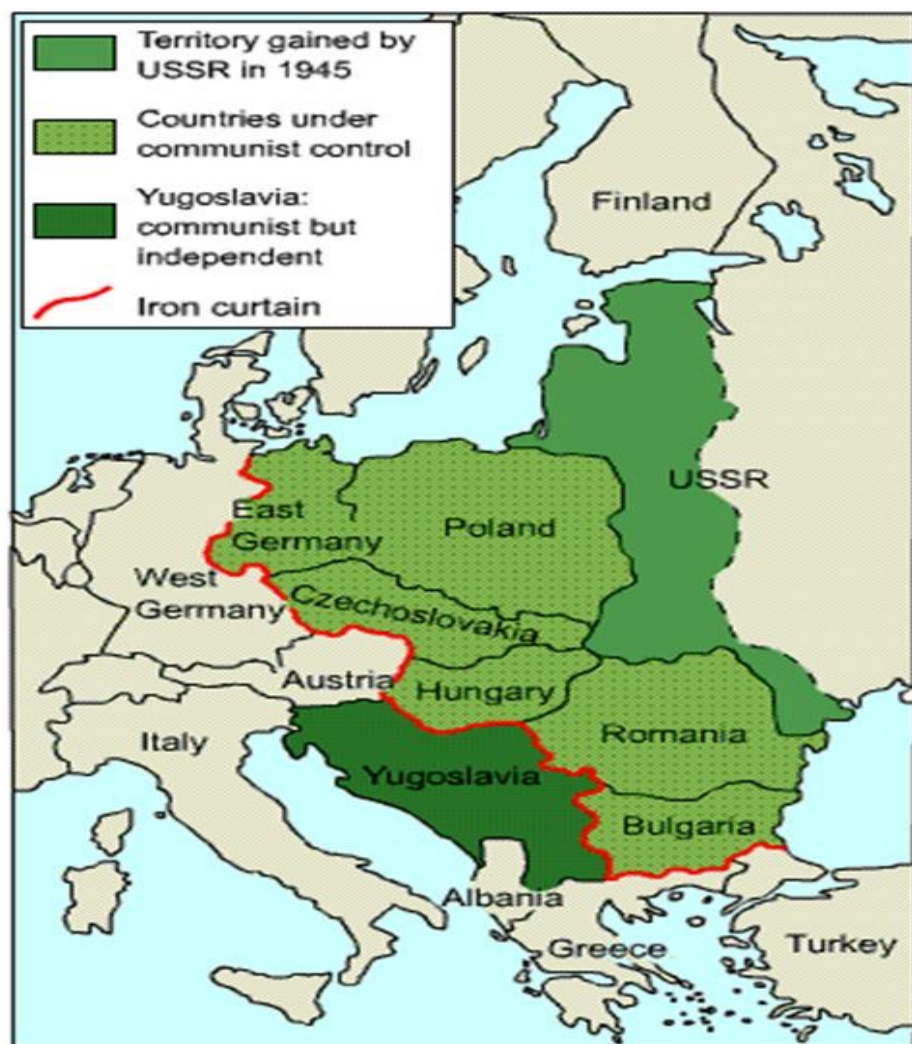 Territory gained by
USSR in 1945
Countries under
communist control
Yugoslavia:
communist but
independent
Iron curtain
Finland
USSR
East
Germany
Poland
West
Germany
Czechoslovakia
Austria
Hungary
Italy
Romania
Yugoslavia
Bulgaria
Albania
Greece
Turkey